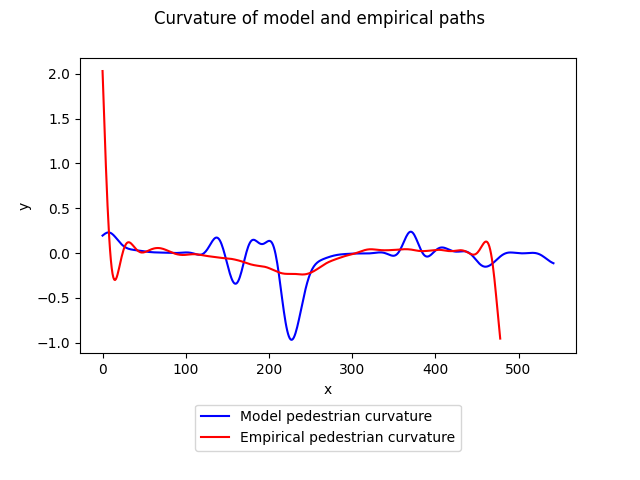 Curvature of model and empirical paths
2.0
1.5
1.0
0.5
0.0
−0.5
−1.0
y
0 100 200 300 400 500
x
Model pedestrian curvature
Empirical pedestrian curvature